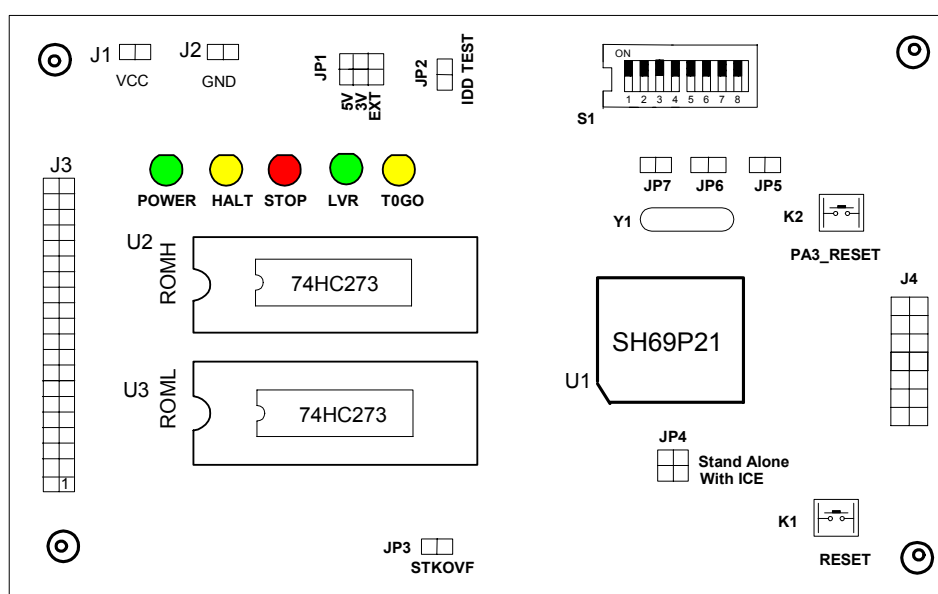 J1
VCC
J2
GND
JP1
5V
3V
EXT
JP2
IDD TEST
ON
1 2 3 4 5 6 7 8
S1
J3
1
POWER
HALT
STOP
LVR
T0GO
JP7
JP6
JP5
Y1
K2
PA3_RESET
U2
ROMH
74HC273
U3
ROML
74HC273
SH69P21
U1
J4
JP4
Stand Alone
With ICE
K1
RESET
JP3
STKOVF